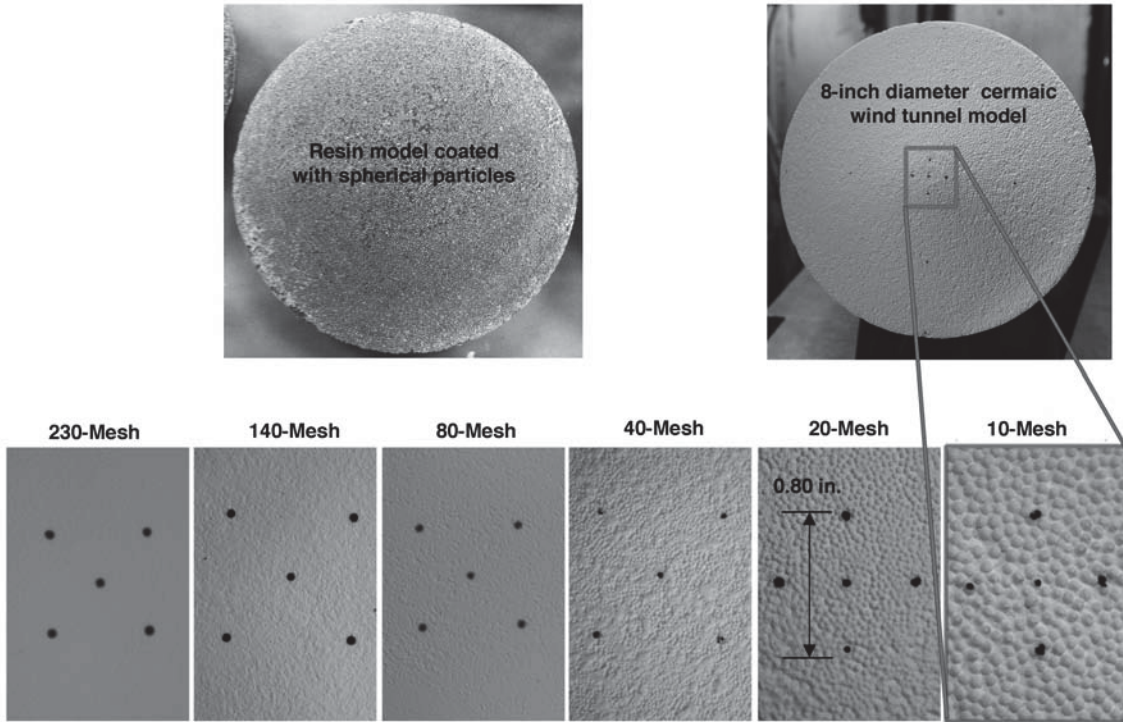 Resin model coated
with spherical particles
8-inch diameter cermaic
wind tunnel model
230-Mesh
140-Mesh
80-Mesh
40-Mesh
20-Mesh
10-Mesh
0.80 in.